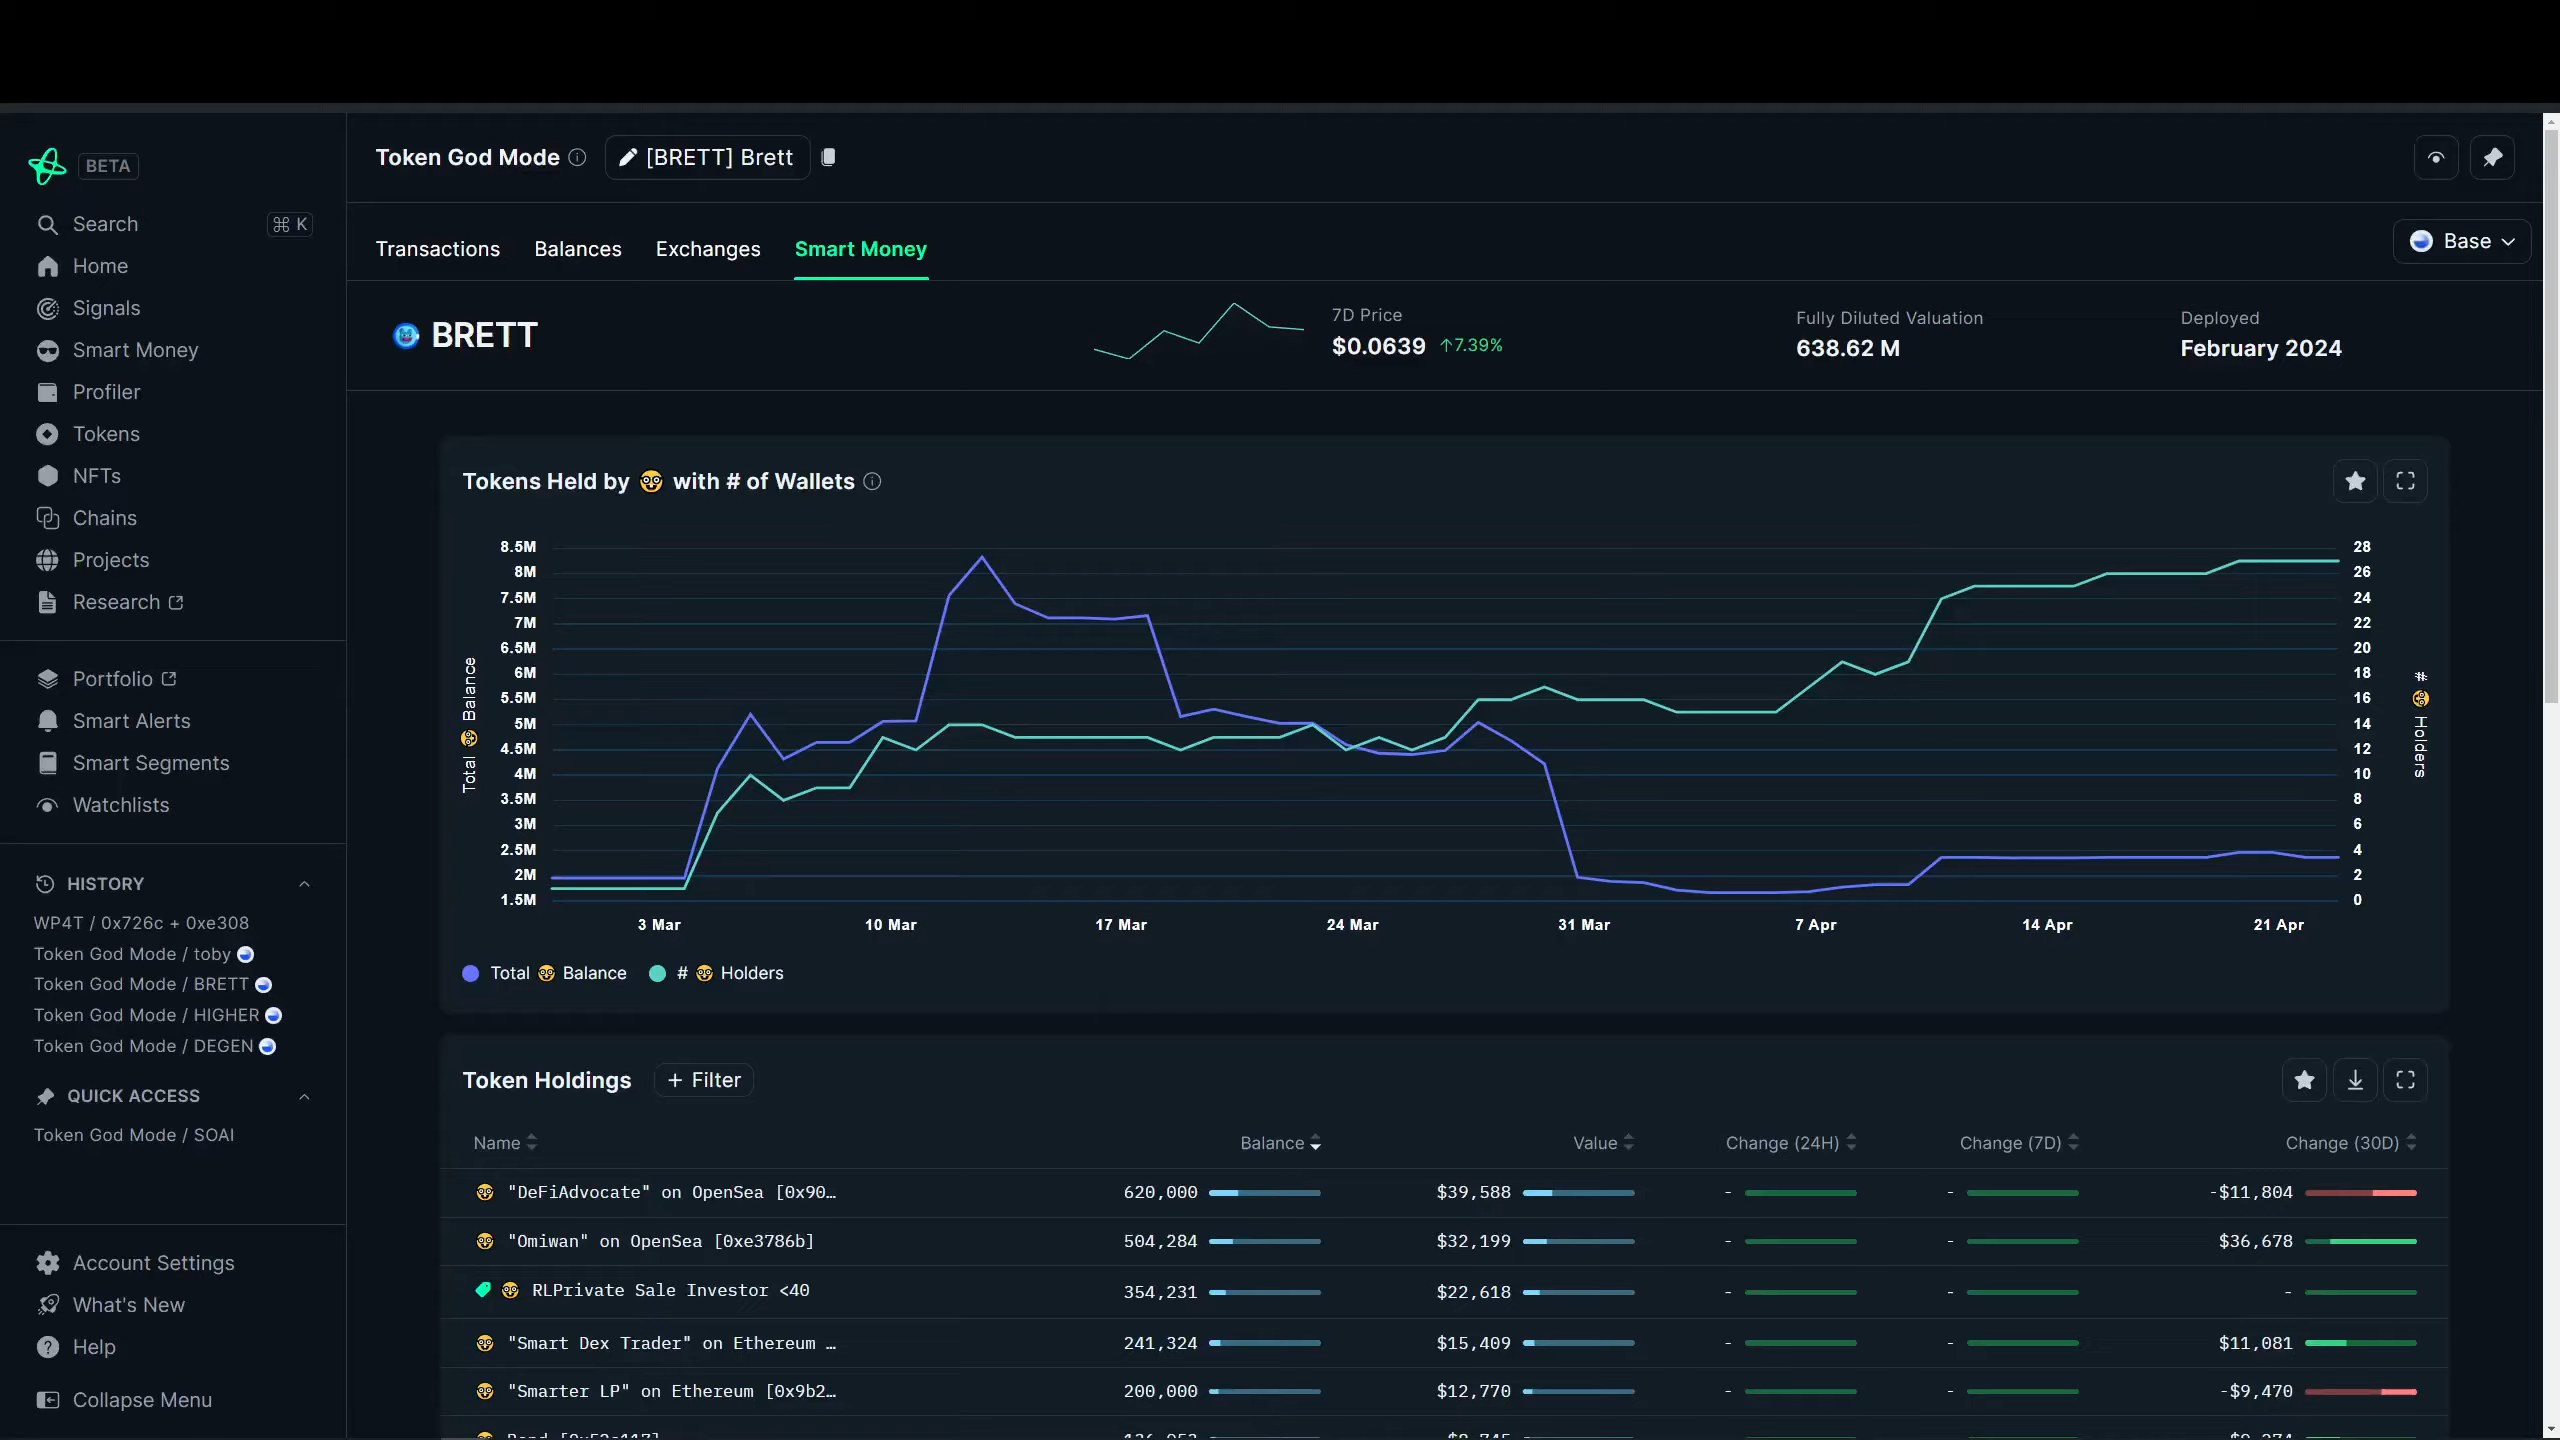 BETA
Search ⌘ K
Home
Signals
Smart Money
Profiler
Tokens
NFTs
Chains
Projects
Research
Portfolio
Smart Alerts
Smart Segments
Watchlists
HISTORY
WP4T / 0x726c + 0xe308
Token God Mode / toby
Token God Mode / BRETT
Token God Mode / HIGHER
Token God Mode / DEGEN
QUICK ACCESS
Token God Mode / SOAI
Account Settings
What's New
Help
Collapse Menu
Token God Mode [BRETT] Brett
Transactions Balances Exchanges Smart Money Base
BRETT
7D Price
$0.0639 ↑7.39%
Fully Diluted Valuation
638.62 M
Deployed
February 2024
Tokens Held by 🤓 with # of Wallets
Total 🤓 Balance
8.5M
8M
7.5M
7M
6.5M
6M
5.5M
5M
4.5M
4M
3.5M
3M
2.5M
2M
1.5M
28
26
24
22
20
18
16
14
12
10
8
6
4
2
0
# 🤓 Holders
3 Mar 10 Mar 17 Mar 24 Mar 31 Mar 7 Apr 14 Apr 21 Apr
Total 🤓 Balance # 🤓 Holders
Token Holdings + Filter
Name Balance Value Change (24H) Change (7D) Change (30D)
🤓 "DeFiAdvocate" on OpenSea [0x90… 620,000 $39,588 - - -$11,804
🤓 "Omiwan" on OpenSea [0xe3786b] 504,284 $32,199 - - $36,678
🤓 RLPrivate Sale Investor <40 354,231 $22,618 - - -
🤓 "Smart Dex Trader" on Ethereum … 241,324 $15,409 - - $11,081
🤓 "Smarter LP" on Ethereum [0x9b2… 200,000 $12,770 - - -$9,470